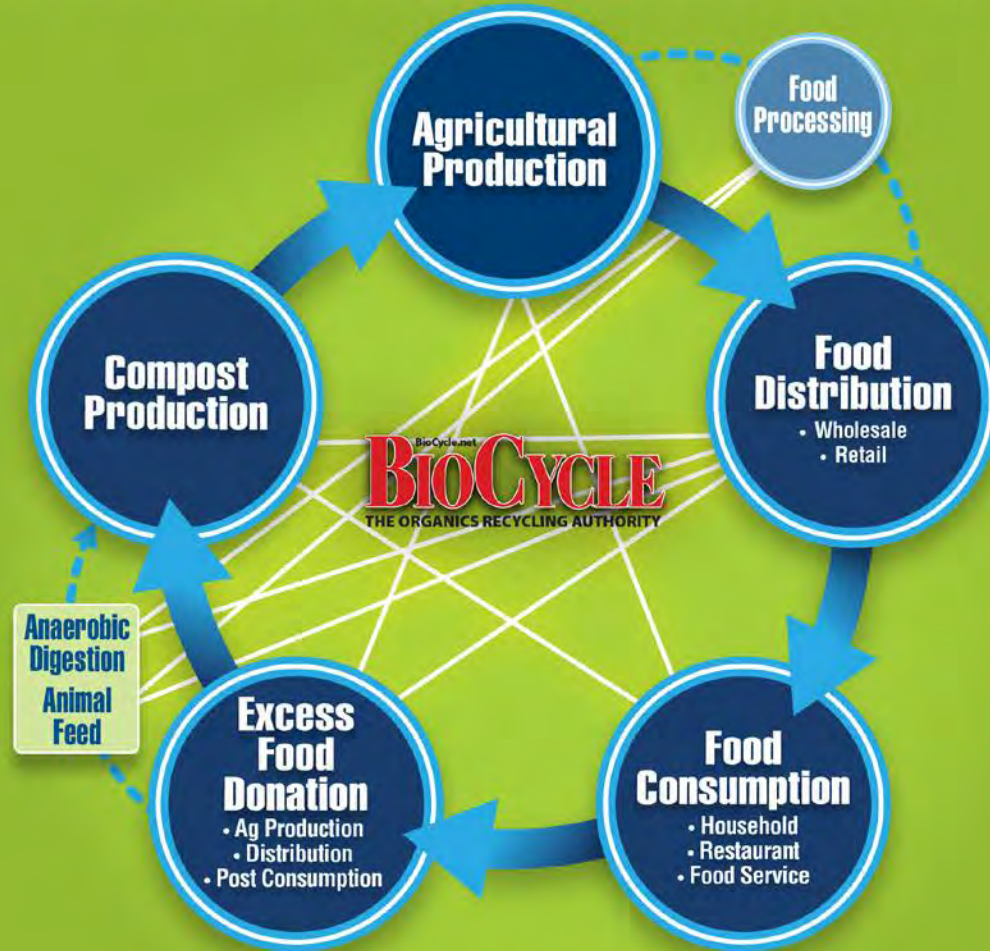 Agricultural
Production
Food
Processing
Food
Distribution
• Wholesale
• Retail
Food
Consumption
• Household
• Restaurant
• Food Service
Excess
Food
Donation
• Ag Production
• Distribution
• Post Consumption
Anaerobic
Digestion
Animal
Feed
Compost
Production
BioCycle.net
BIOCYCLE
THE ORGANICS RECYCLING AUTHORITY